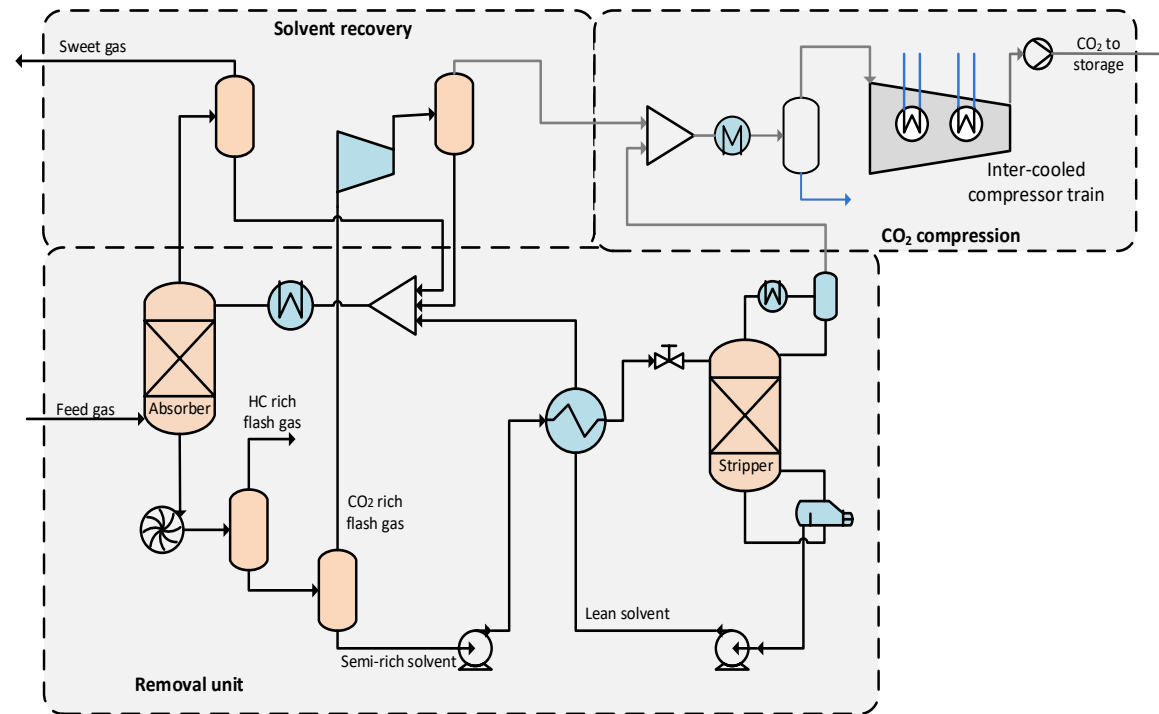 Solvent recovery
Sweet gas
CO₂ to
storage
Inter-cooled
compressor train
CO₂ compression
Feed gas
Absorber
HC rich
flash gas
CO₂ rich
flash gas
Stripper
Lean solvent
Semi-rich solvent
Removal unit